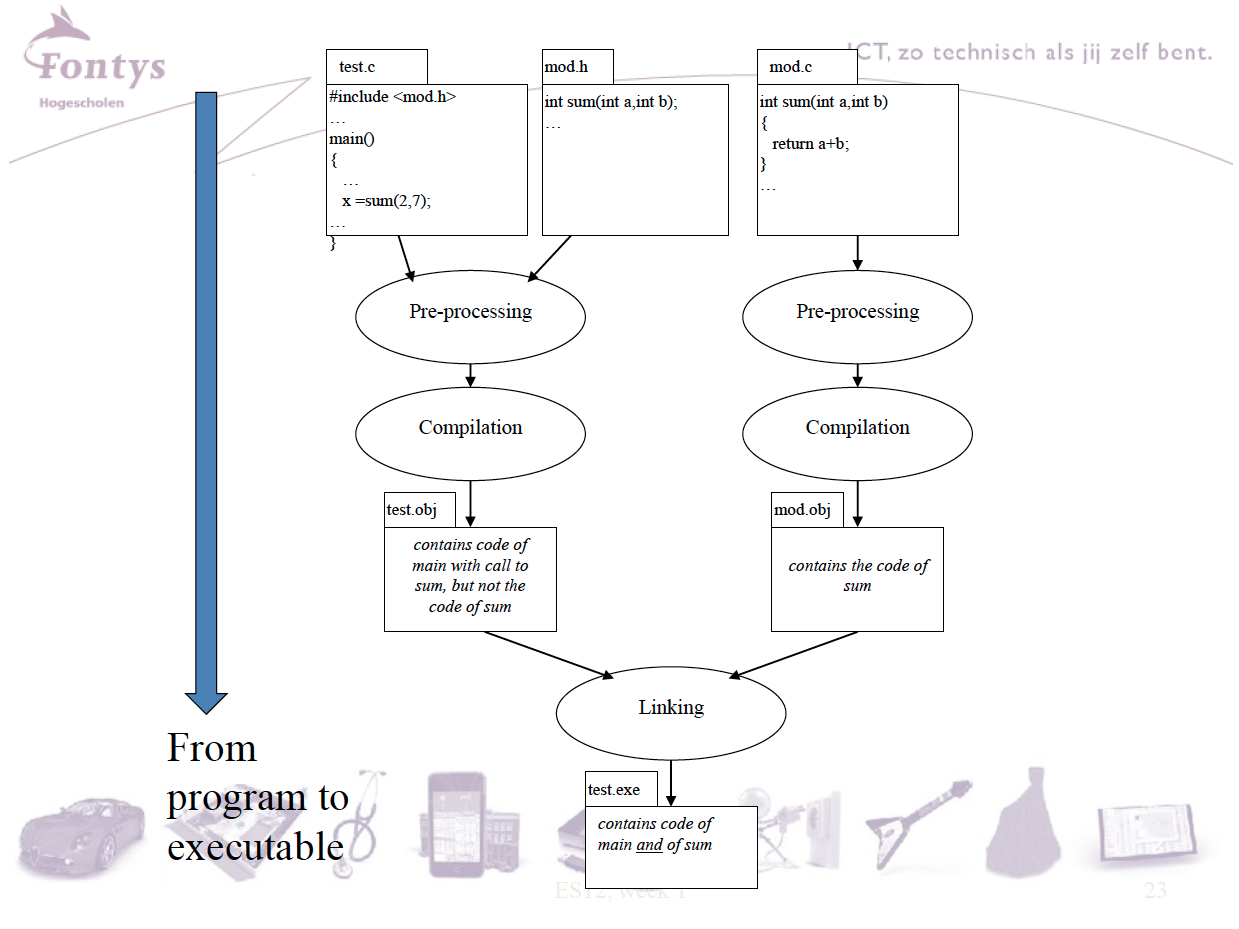 Fontys
Hogescholen
ICT, zo technisch als jij zelf bent.
test.c
#include <mod.h>
…
main()
{
…
x =sum(2,7);
…
}
mod.h
int sum(int a,int b);
…
mod.c
int sum(int a,int b)
{
return a+b;
}
…
Pre-processing
Pre-processing
Compilation
Compilation
test.obj
contains code of
main with call to
sum, but not the
code of sum
mod.obj
contains the code of
sum
Linking
test.exe
contains code of
main and of sum
From
program to
executable
ES12, week 1
23